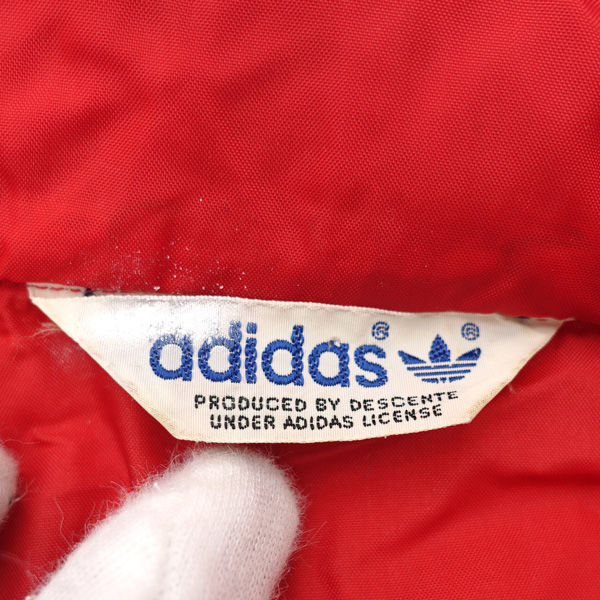 adidas® ®
PRODUCED BY DESCENTE
UNDER ADIDAS LICENSE